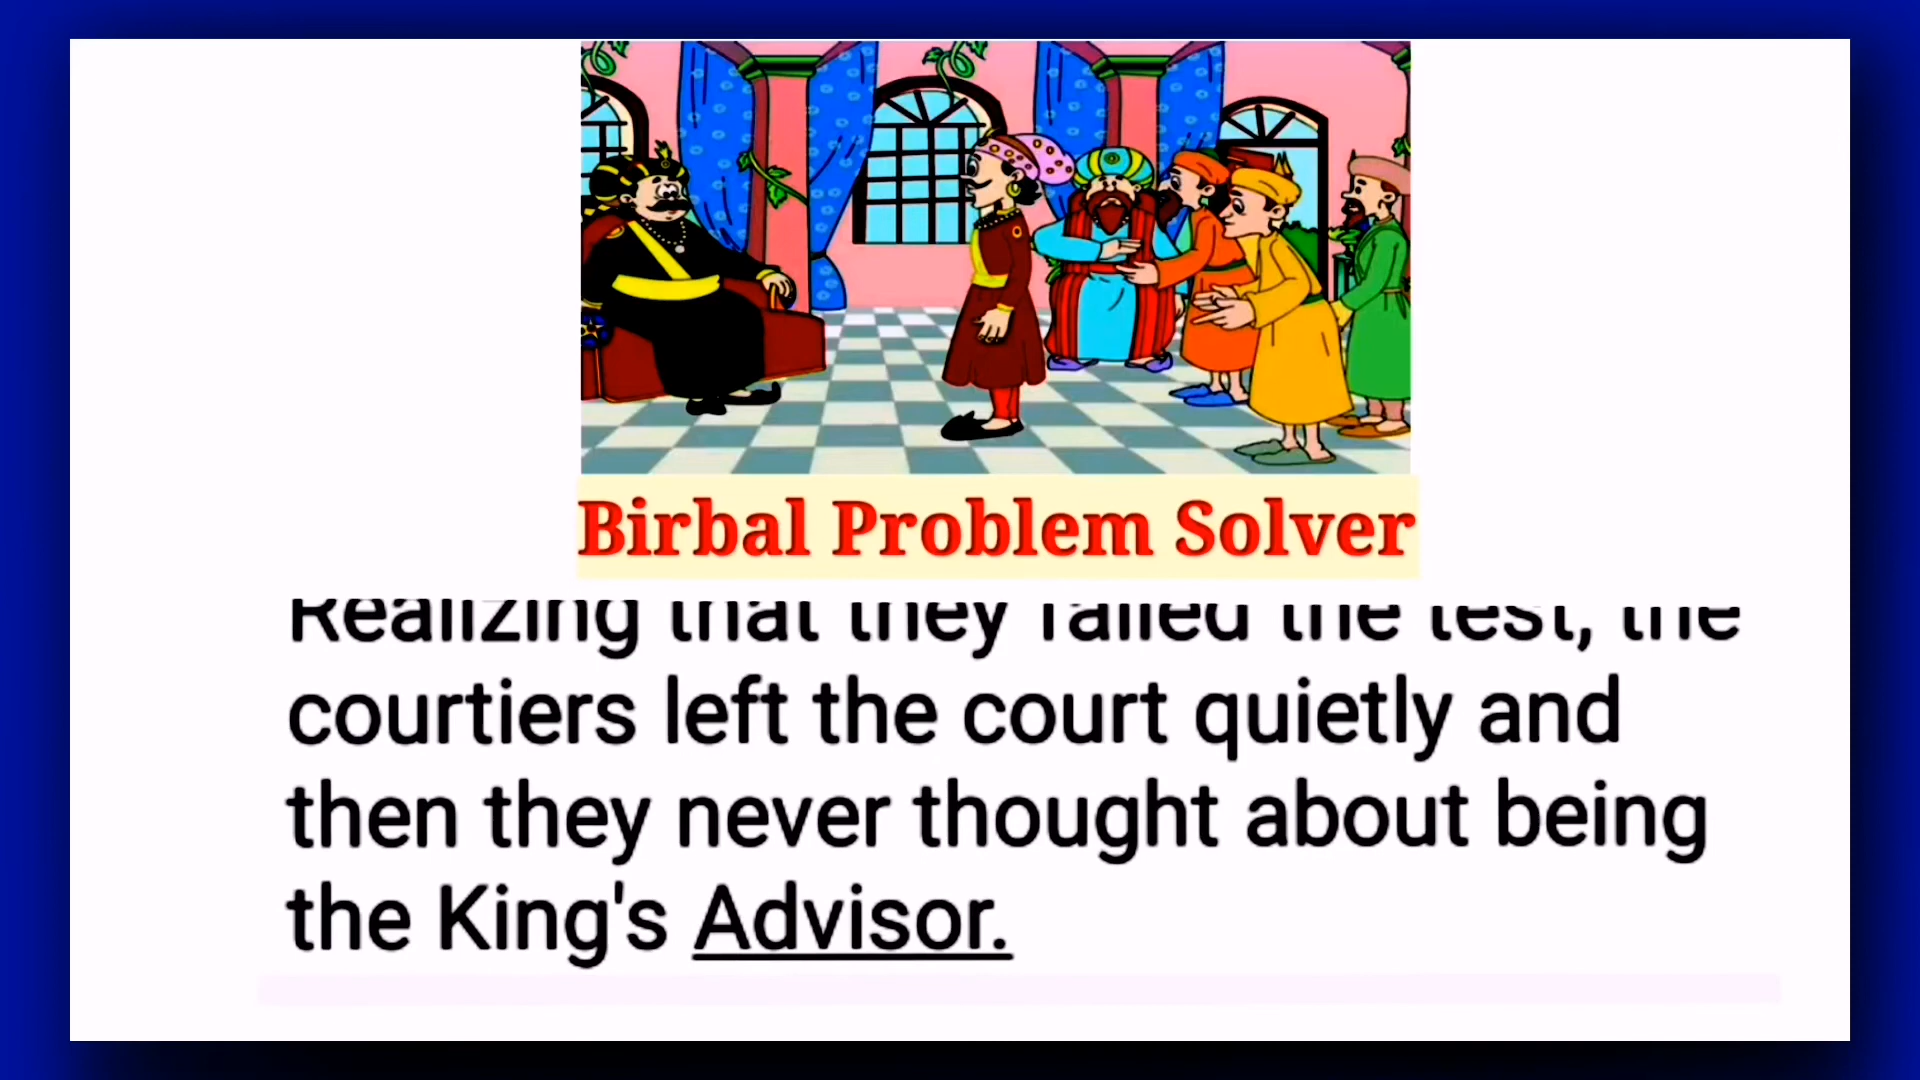 Birbal Problem Solver
Realizing that they failed the test, the
courtiers left the court quietly and
then they never thought about being
the King's Advisor.